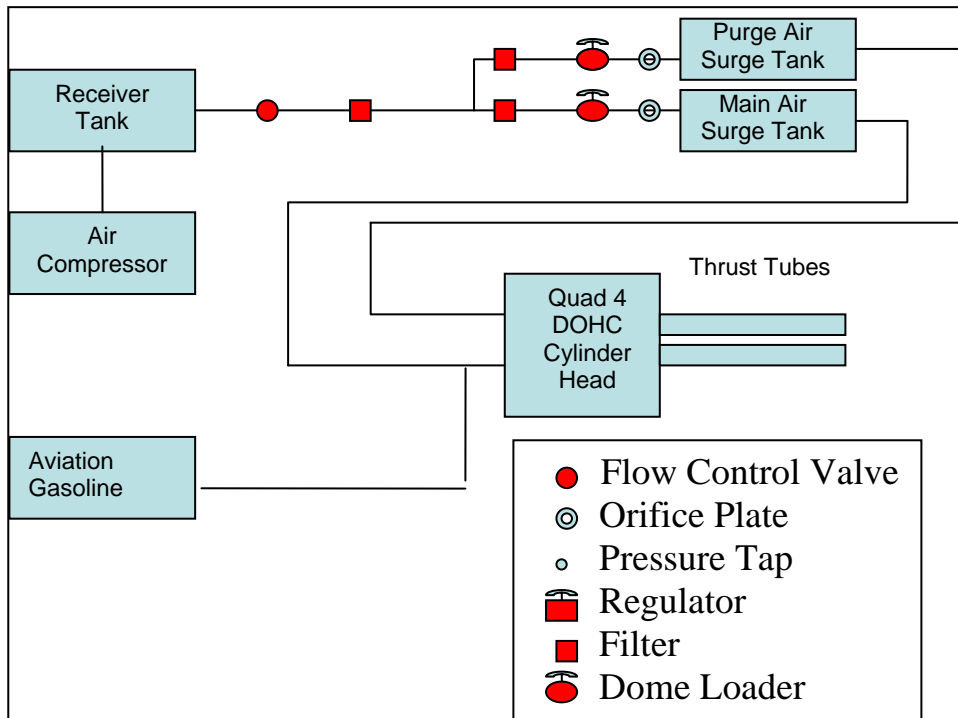 Purge Air
Surge Tank
Receiver
Tank
Main Air
Surge Tank
Air
Compressor
Thrust Tubes
Quad 4
DOHC
Cylinder
Head
Aviation
Gasoline
Flow Control Valve
Orifice Plate
Pressure Tap
Regulator
Filter
Dome Loader